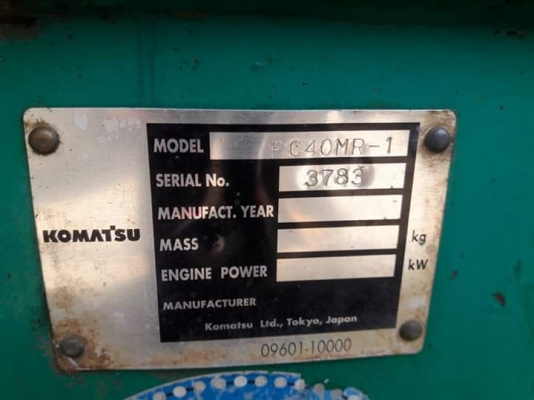 MODEL PC40MR-1
SERIAL No. 3783
MANUFACT. YEAR
KOMATSU
MASS kg
ENGINE POWER kW
MANUFACTURER
Komatsu Ltd., Tokyo, Japan
09601-10000